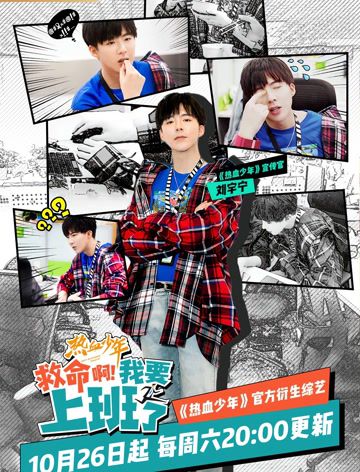 《热血少年》宣传官
刘宇宁
???
热血少年
救命啊!我要
上班了
《热血少年》官方衍生综艺
10月26日起 每周六20:00更新